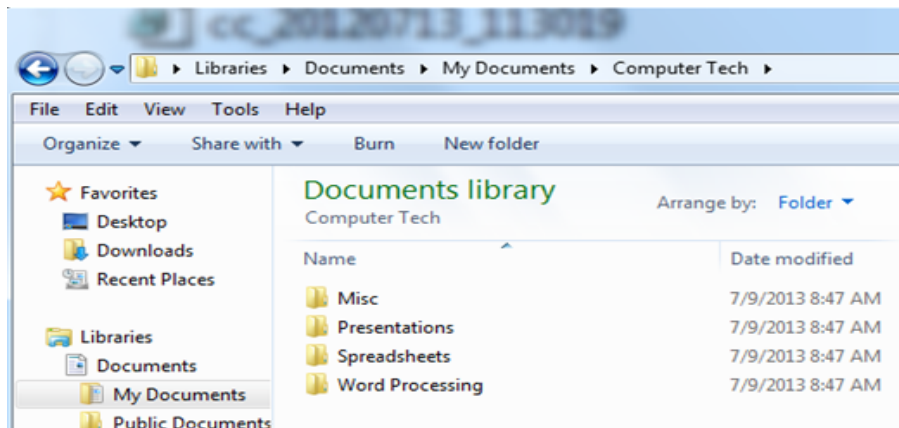 cc_20120713_113019
Libraries Documents My Documents Computer Tech
File Edit View Tools Help
Organize Share with Burn New folder
Favorites
Desktop
Downloads
Recent Places
Libraries
Documents
My Documents
Public Documents
Documents library
Computer Tech
Arrange by: Folder
Name Date modified
Misc 7/9/2013 8:47 AM
Presentations 7/9/2013 8:47 AM
Spreadsheets 7/9/2013 8:47 AM
Word Processing 7/9/2013 8:47 AM